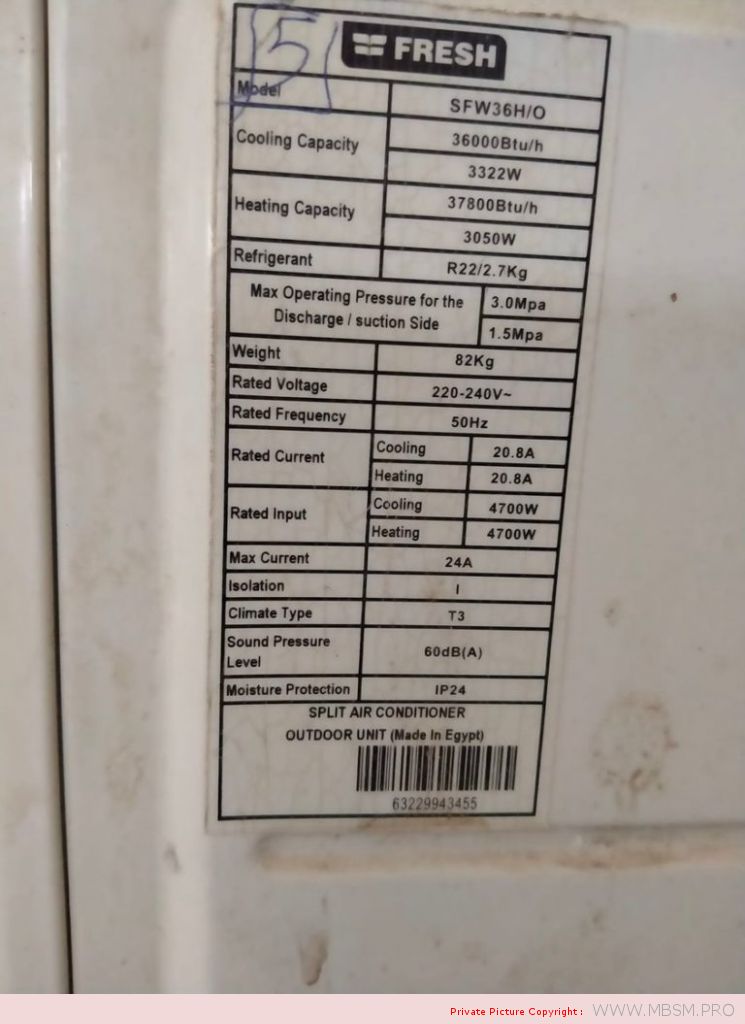 5
FRESH
Model SFW36H/O
Cooling Capacity 36000Btu/h
3322W
Heating Capacity 37800Btu/h
3050W
Refrigerant R22/2.7Kg
Max Operating Pressure for the 3.0Mpa
Discharge / suction Side 1.5Mpa
Weight 82Kg
Rated Voltage 220-240V~
Rated Frequency 50Hz
Rated Current Cooling 20.8A
Heating 20.8A
Rated Input Cooling 4700W
Heating 4700W
Max Current 24A
Isolation I
Climate Type T3
Sound Pressure
Level 60dB(A)
Moisture Protection IP24
SPLIT AIR CONDITIONER
OUTDOOR UNIT (Made In Egypt)
63229943455
Private Picture Copyright : WWW.MBSM.PRO